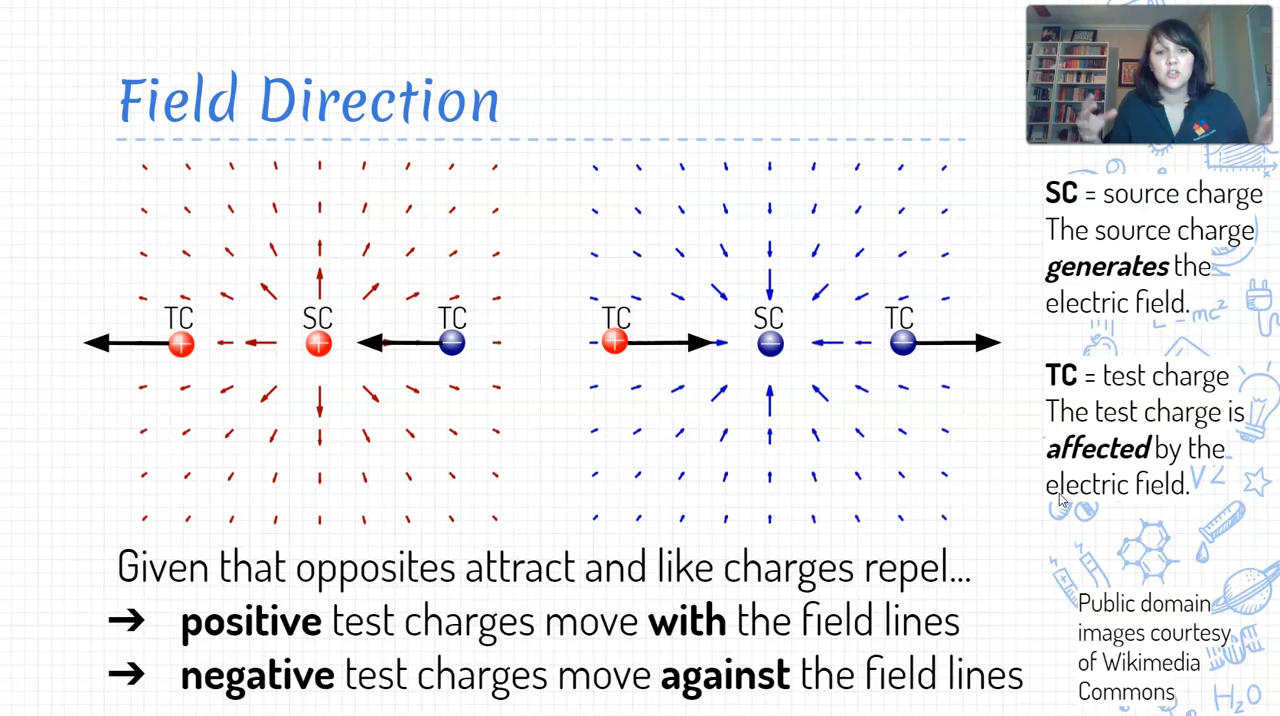 Field Direction
TC
SC
TC
TC
SC
TC
Given that opposites attract and like charges repel...
➔ positive test charges move with the field lines
➔ negative test charges move against the field lines
SC = source charge
The source charge
generates the
electric field.
TC = test charge
The test charge is
affected by the
electric field.
Public domain
images courtesy
of Wikimedia
Commons
mc²
V2
H₂O